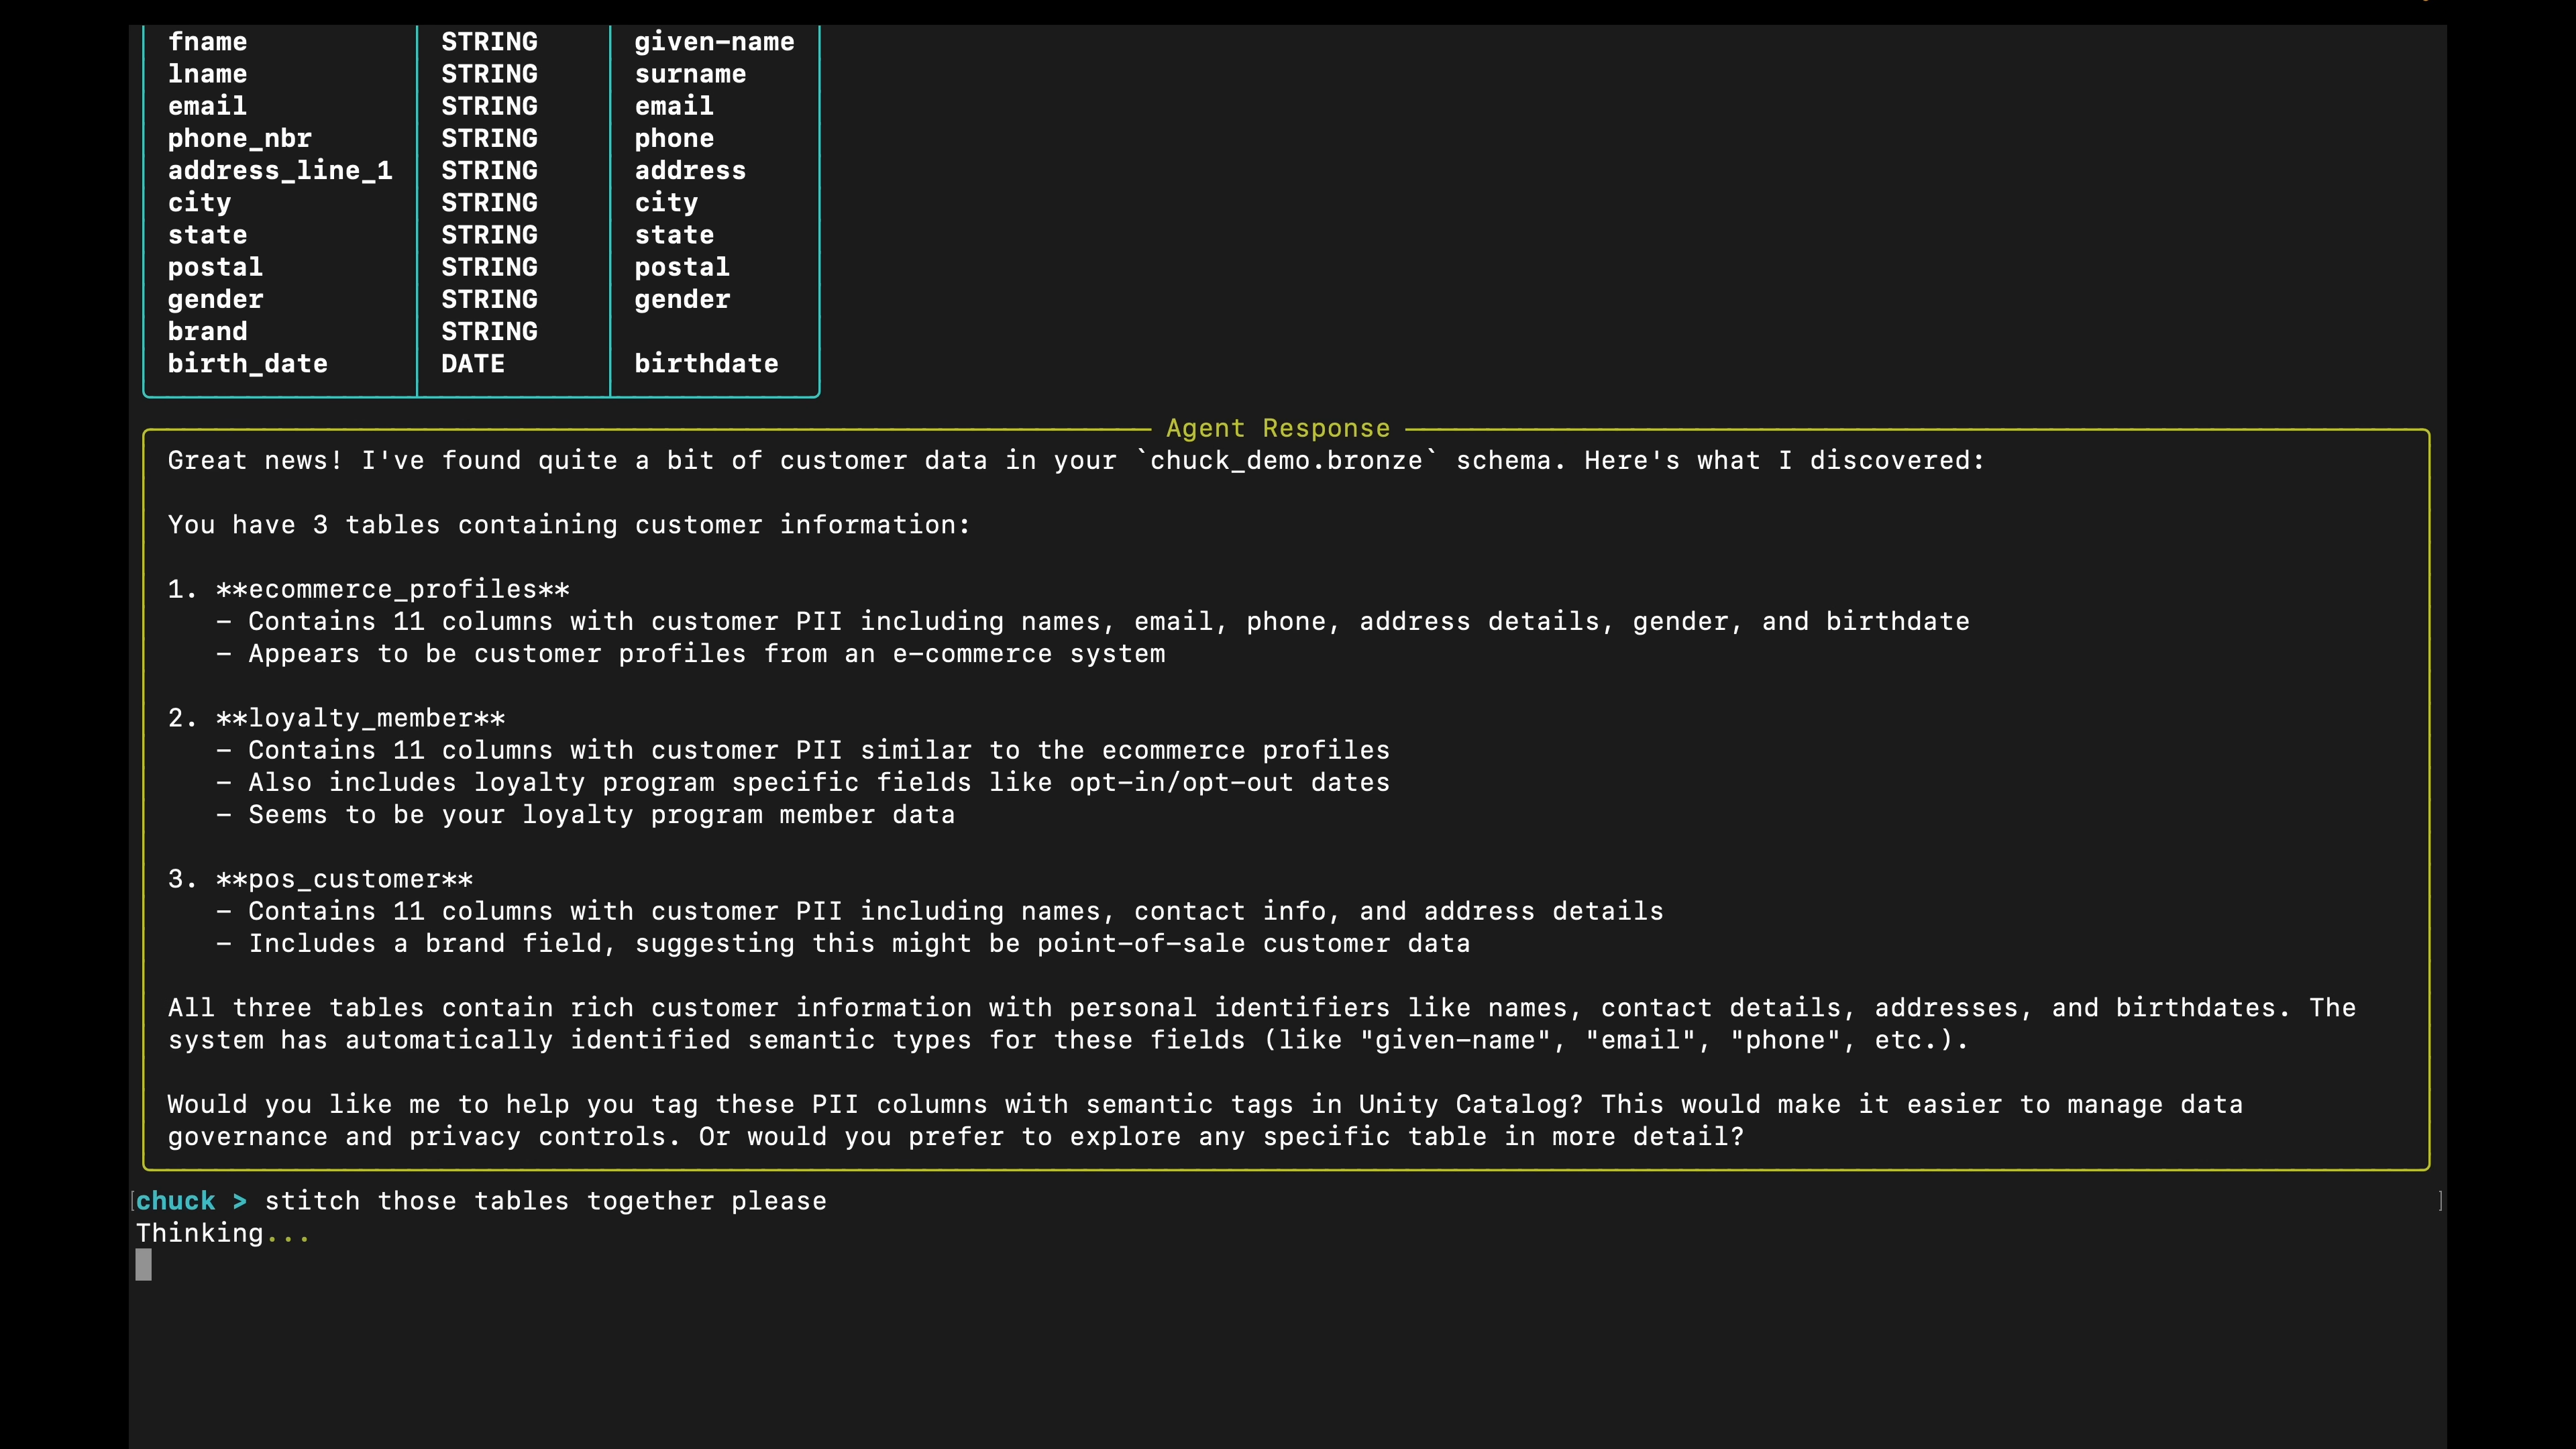 fname STRING given-name
lname STRING surname
email STRING email
phone_nbr STRING phone
address_line_1 STRING address
city STRING city
state STRING state
postal STRING postal
gender STRING gender
brand STRING
birth_date DATE birthdate
Agent Response
Great news! I've found quite a bit of customer data in your `chuck_demo.bronze` schema. Here's what I discovered:
You have 3 tables containing customer information:
1. **ecommerce_profiles**
– Contains 11 columns with customer PII including names, email, phone, address details, gender, and birthdate
– Appears to be customer profiles from an e-commerce system
2. **loyalty_member**
– Contains 11 columns with customer PII similar to the ecommerce profiles
– Also includes loyalty program specific fields like opt-in/opt-out dates
– Seems to be your loyalty program member data
3. **pos_customer**
– Contains 11 columns with customer PII including names, contact info, and address details
– Includes a brand field, suggesting this might be point-of-sale customer data
All three tables contain rich customer information with personal identifiers like names, contact details, addresses, and birthdates. The
system has automatically identified semantic types for these fields (like "given-name", "email", "phone", etc.).
Would you like me to help you tag these PII columns with semantic tags in Unity Catalog? This would make it easier to manage data
governance and privacy controls. Or would you prefer to explore any specific table in more detail?
[chuck > stitch those tables together please ]
Thinking...